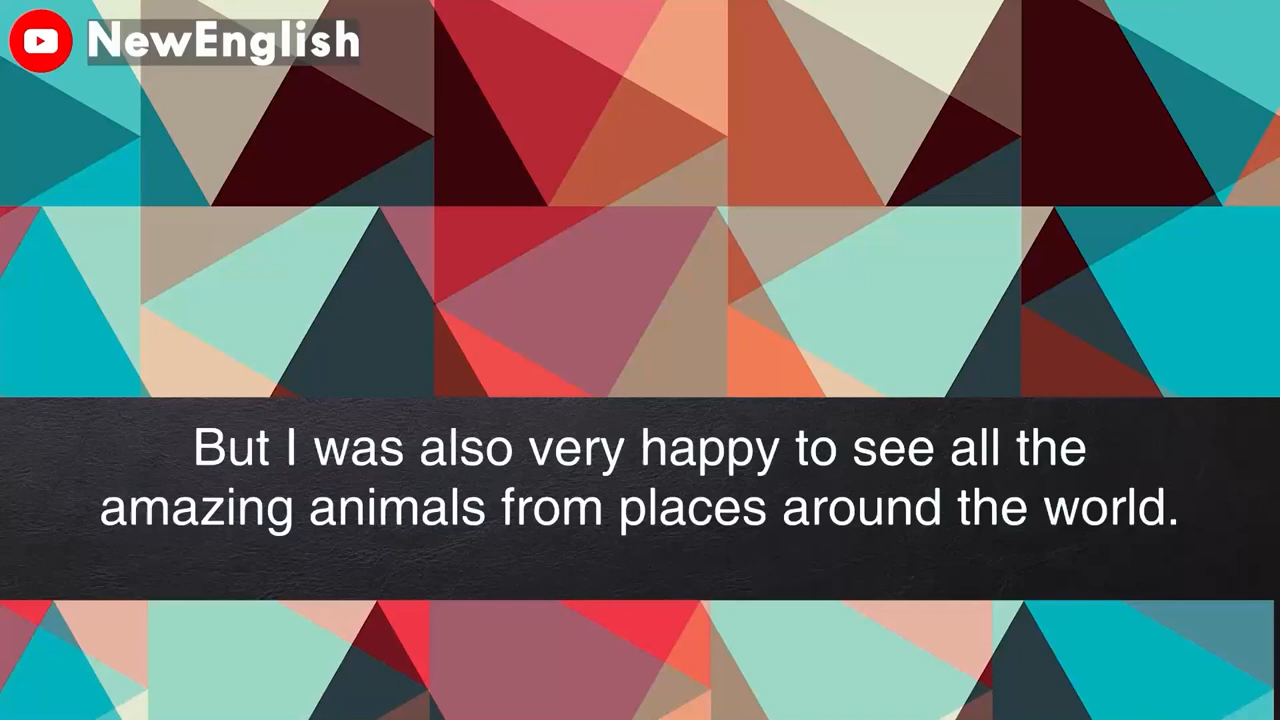 NewEnglish
But I was also very happy to see all the
amazing animals from places around the world.